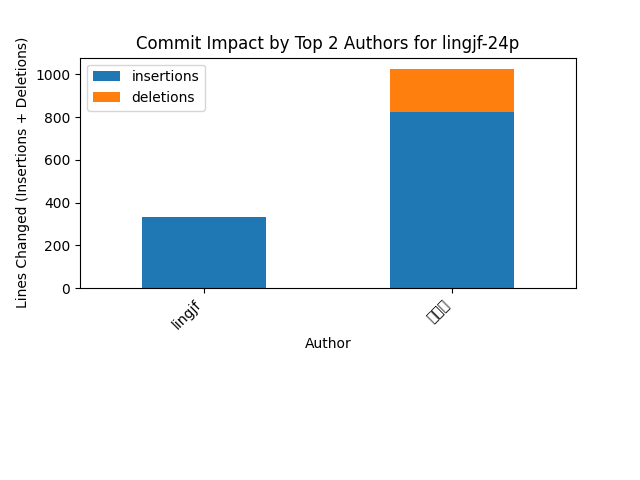 Commit Impact by Top 2 Authors for lingjf-24p
insertions
deletions
Lines Changed (Insertions + Deletions)
1000
800
600
400
200
0
lingjf
Author